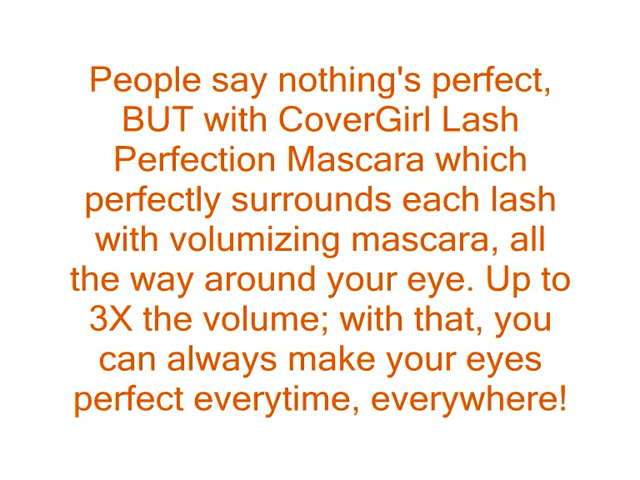 People say nothing's perfect,
BUT with CoverGirl Lash
Perfection Mascara which
perfectly surrounds each lash
with volumizing mascara, all
the way around your eye. Up to
3X the volume; with that, you
can always make your eyes
perfect everytime, everywhere!